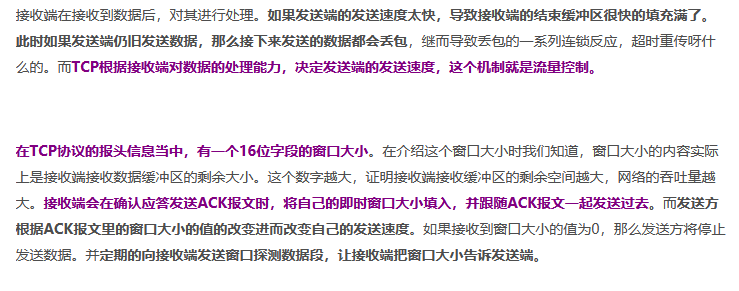 接收端在接收到数据后，对其进行处理。如果发送端的发送速度太快，导致接收端的结束缓冲区很快的填充满了。
此时如果发送端仍旧发送数据，那么接下来发送的数据都会丢包，继而导致丢包的一系列连锁反应，超时重传呀什
么的。而TCP根据接收端对数据的处理能力，决定发送端的发送速度，这个机制就是流量控制。
在TCP协议的报头信息当中，有一个16位字段的窗口大小。在介绍这个窗口大小时我们知道，窗口大小的内容实际
上是接收端接收数据缓冲区的剩余大小。这个数字越大，证明接收端接收缓冲区的剩余空间越大，网络的吞吐量越
大。接收端会在确认应答发送ACK报文时，将自己的即时窗口大小填入，并跟随ACK报文一起发送过去。而发送方
根据ACK报文里的窗口大小的值的改变进而改变自己的发送速度。如果接收到窗口大小的值为0，那么发送方将停止
发送数据。并定期的向接收端发送窗口探测数据段，让接收端把窗口大小告诉发送端。